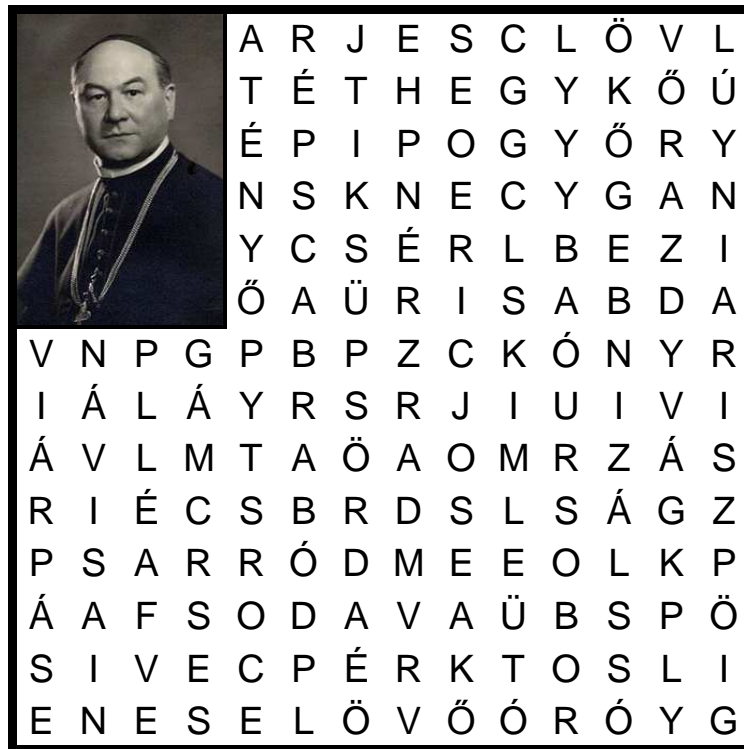 A R J E S C L Ö V L
T É T H E G Y K Ő Ú
É P I P O G Y Ő R Y
N S K N E C Y G A N
Y C S É R L B E Z I
Ő A Ü R I S A B D A
V N P G P B P Z C K Ó N Y R
I Á L Á Y R S R J I U I V I
Á V L M T A Ö A O M R Z Á S
R I É C S B R D S L S Á G Z
P S A R R Ó D M E E O L K P
Á A F S O D A V A Ü B S P Ö
S I V E C P É R K T O S L I
E N E S E L Ö V Ő Ó R Ó Y G